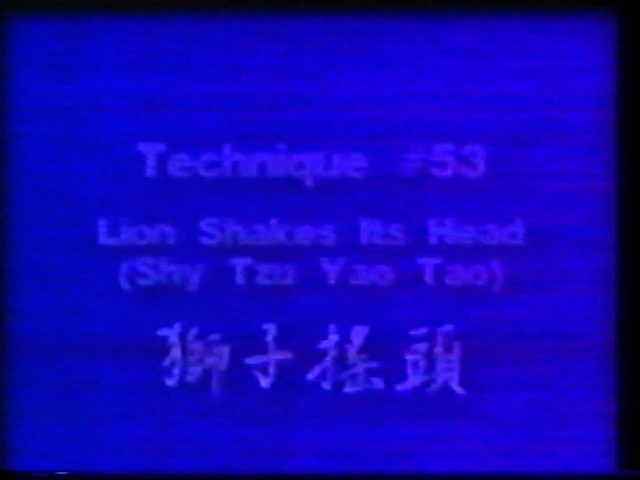 Technique #53
Lion Shakes Its Head
(Shy Tzu Yao Tao)
獅子搖頭